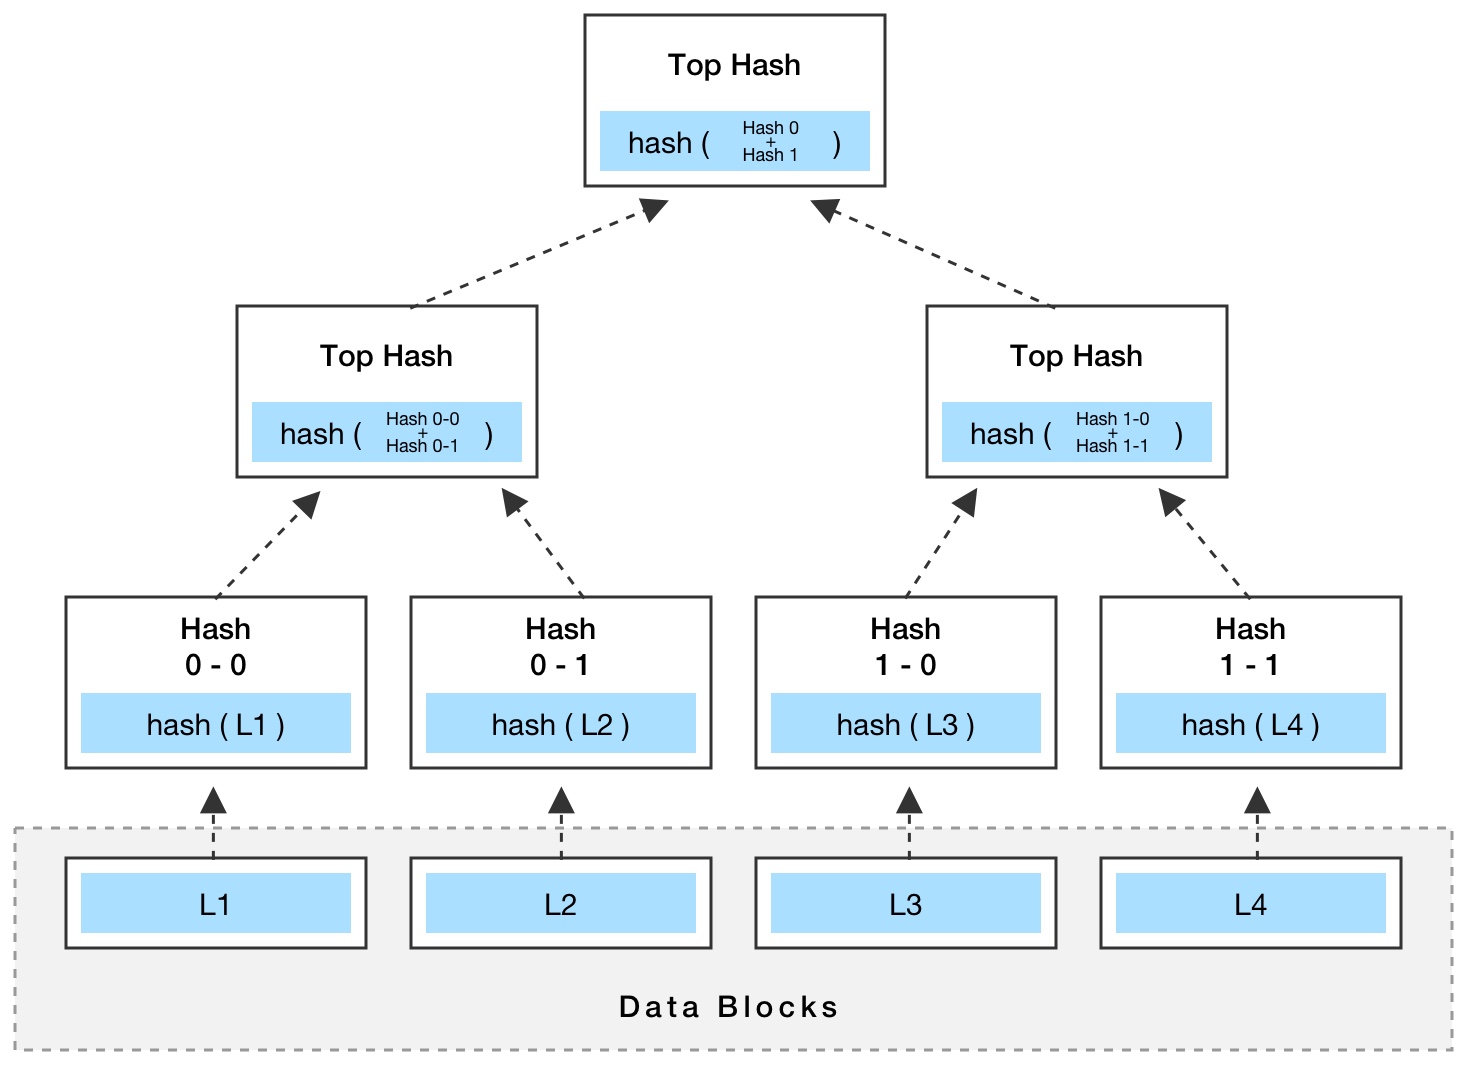 Top Hash
hash ( Hash 0 + Hash 1 )
Top Hash
hash ( Hash 0-0 + Hash 0-1 )
Top Hash
hash ( Hash 1-0 + Hash 1-1 )
Hash
0 - 0
hash ( L1 )
Hash
0 - 1
hash ( L2 )
Hash
1 - 0
hash ( L3 )
Hash
1 - 1
hash ( L4 )
L1
L2
L3
L4
Data Blocks